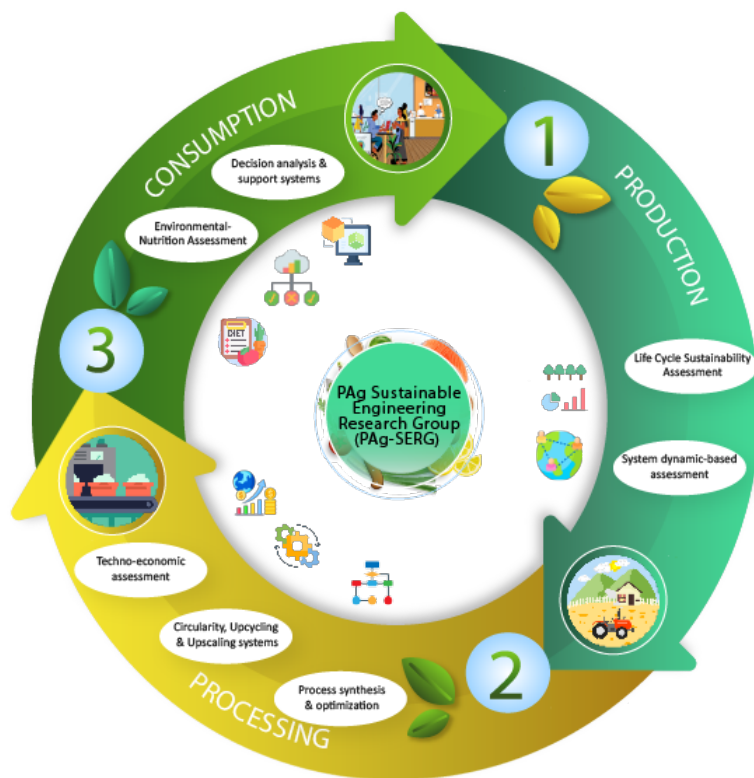 CONSUMPTION
1
PRODUCTION
Decision analysis &
support systems
Environmental-
Nutrition Assessment
DIET
3
PAg Sustainable
Engineering
Research Group
(PAg-SERG)
Life Cycle Sustainability
Assessment
System dynamic-based
assessment
Techno-economic
assessment
Circularity, Upcycling
& Upscaling systems
Process synthesis
& optimization
2
PROCESSING